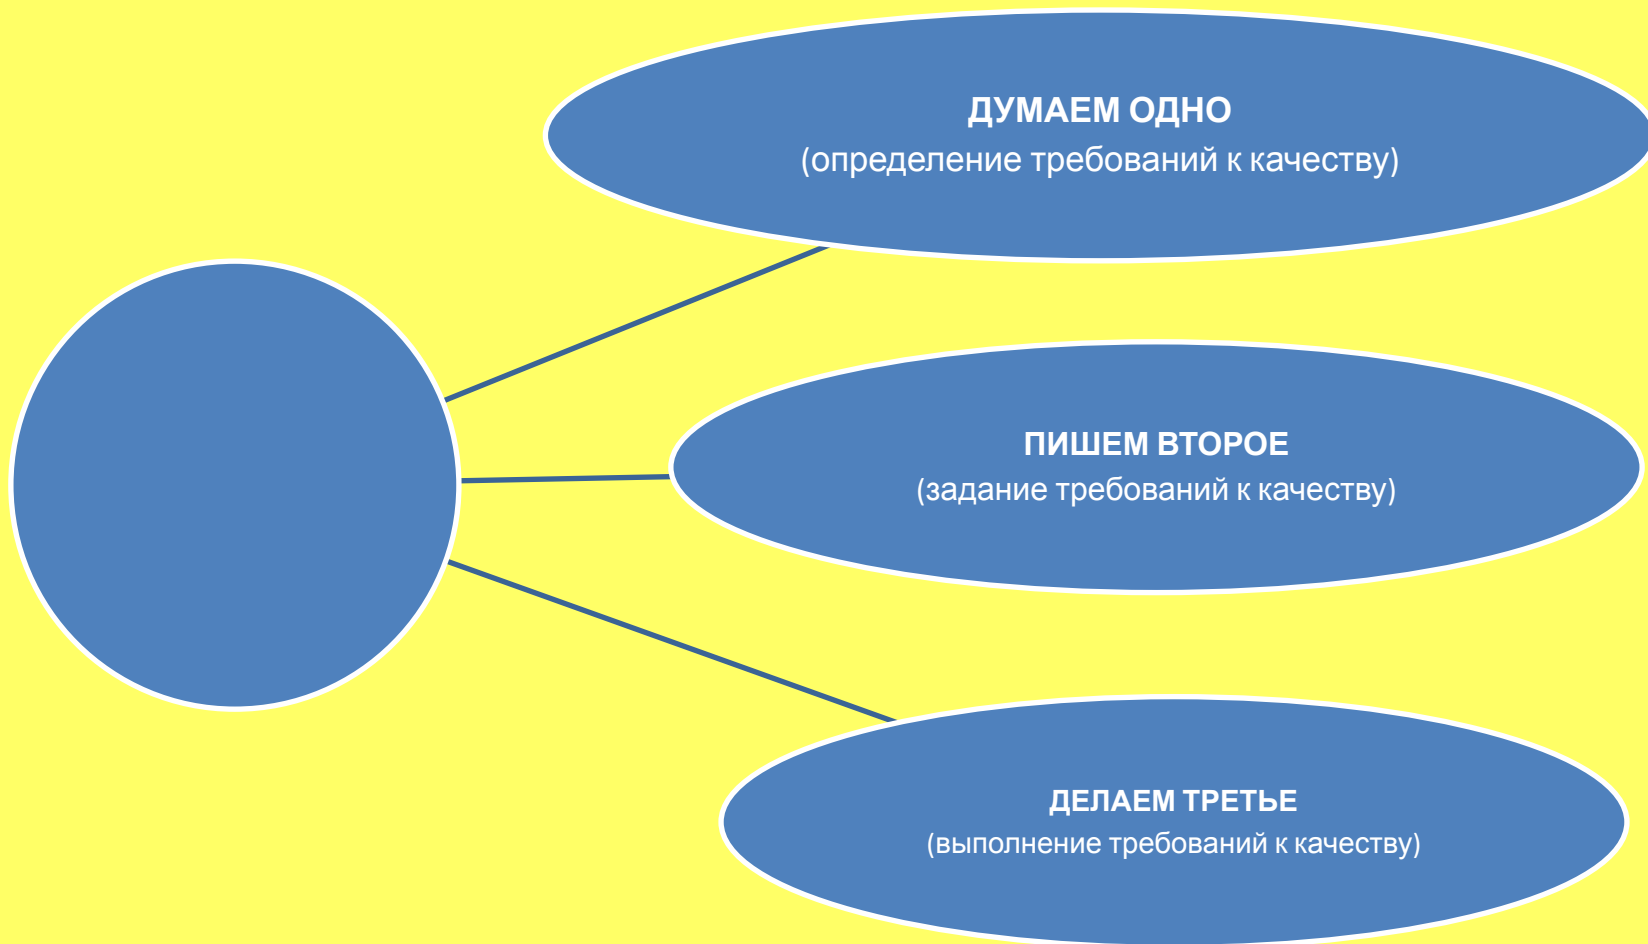 ДУМАЕМ ОДНО
(определение требований к качеству)
ПИШЕМ ВТОРОЕ
(задание требований к качеству)
ДЕЛАЕМ ТРЕТЬЕ
(выполнение требований к качеству)